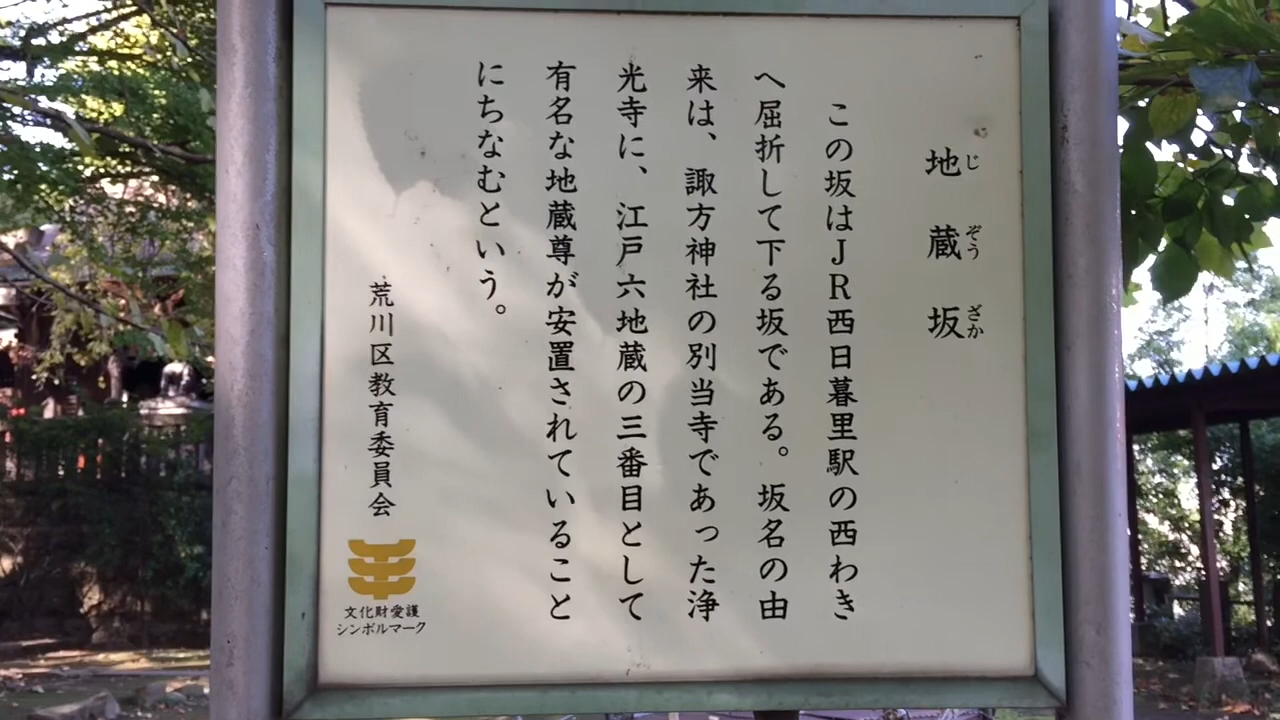 地蔵坂
じぞうざか
この坂はJR西日暮里駅の西わき
へ屈折して下る坂である。坂名の由
来は、諏方神社の別当寺であった浄
光寺に、江戸六地蔵の三番目として
有名な地蔵尊が安置されていること
にちなむという。
荒川区教育委員会
文化財愛護
シンボルマーク